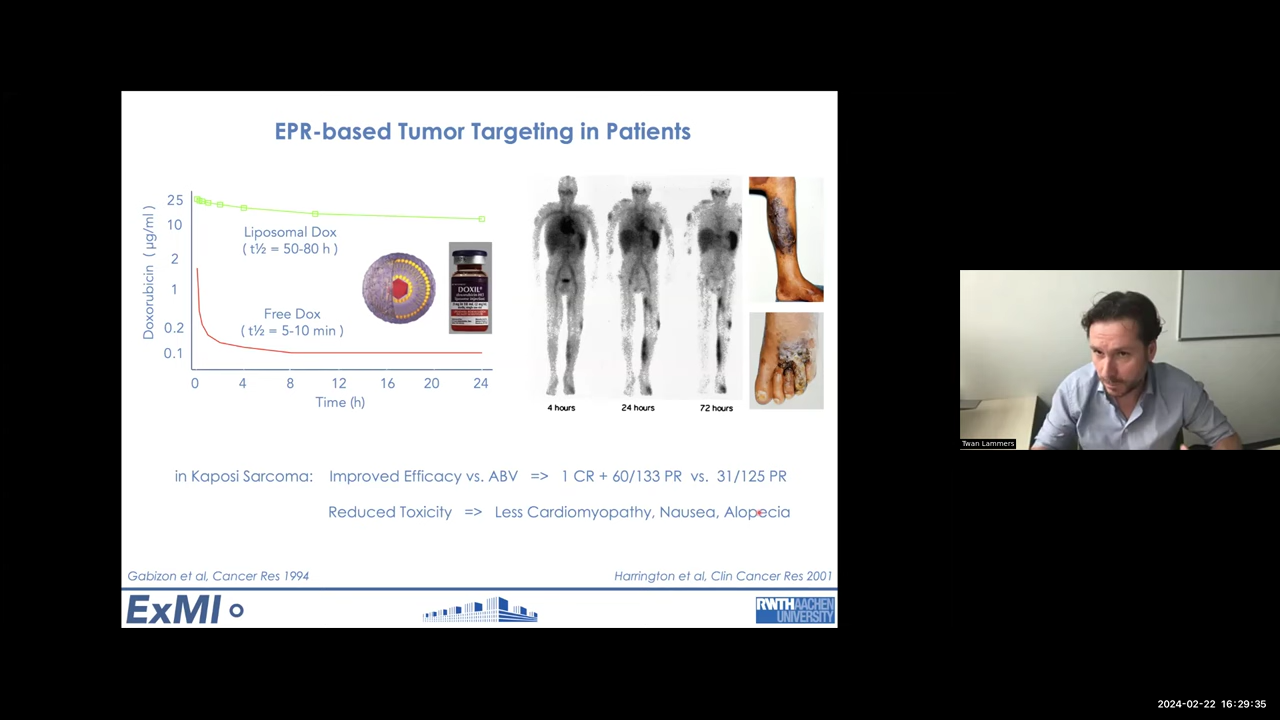 EPR-based Tumor Targeting in Patients
Doxorubicin ( µg/ml )
25
10
2
1
0.2
0.1
Liposomal Dox
( t½ = 50-80 h )
Free Dox
( t½ = 5-10 min )
DOXIL
0 4 8 12 16 20 24
Time (h)
4 hours 24 hours 72 hours
in Kaposi Sarcoma: Improved Efficacy vs. ABV => 1 CR + 60/133 PR vs. 31/125 PR
Reduced Toxicity => Less Cardiomyopathy, Nausea, Alopecia
Gabizon et al, Cancer Res 1994
Harrington et al, Clin Cancer Res 2001
ExMI
RWTH AACHEN
UNIVERSITY
Twan Lammers
2024-02-22 16:29:35